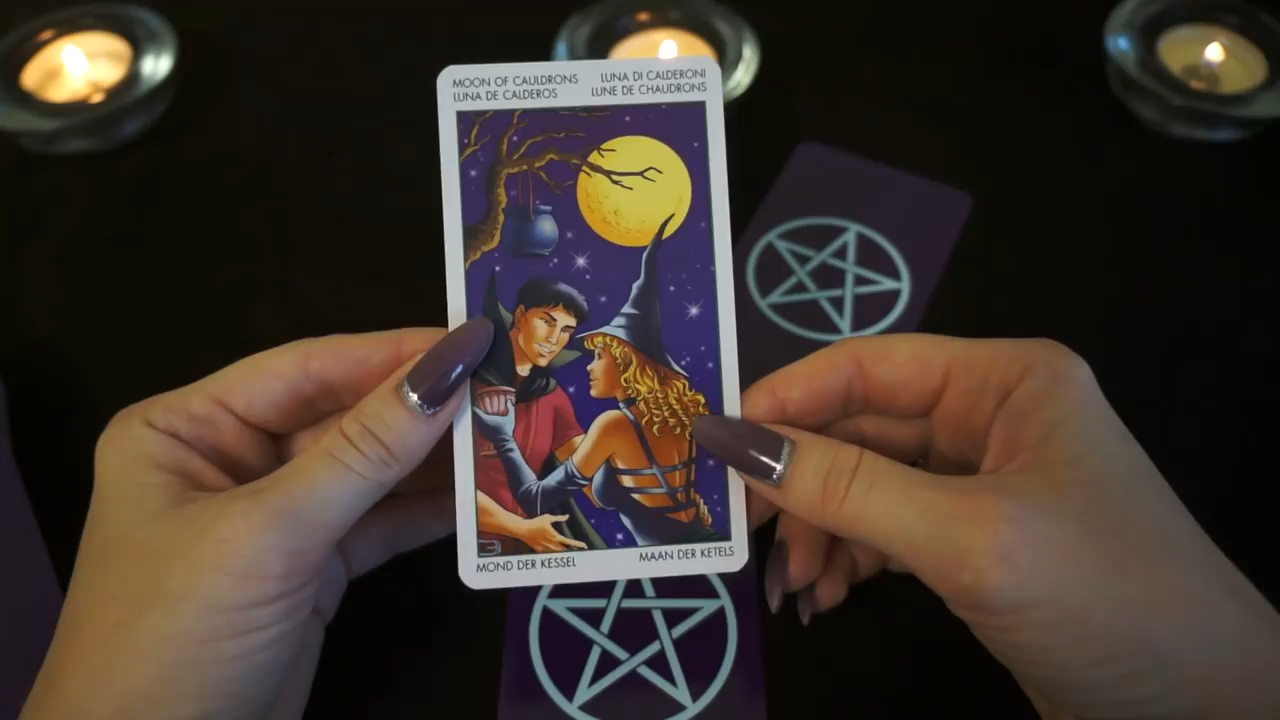 MOON OF CAULDRONS
LUNA DE CALDEROS
LUNA DI CALDERONI
LUNE DE CHAUDRONS
MOND DER KESSEL
MAAN DER KETELS